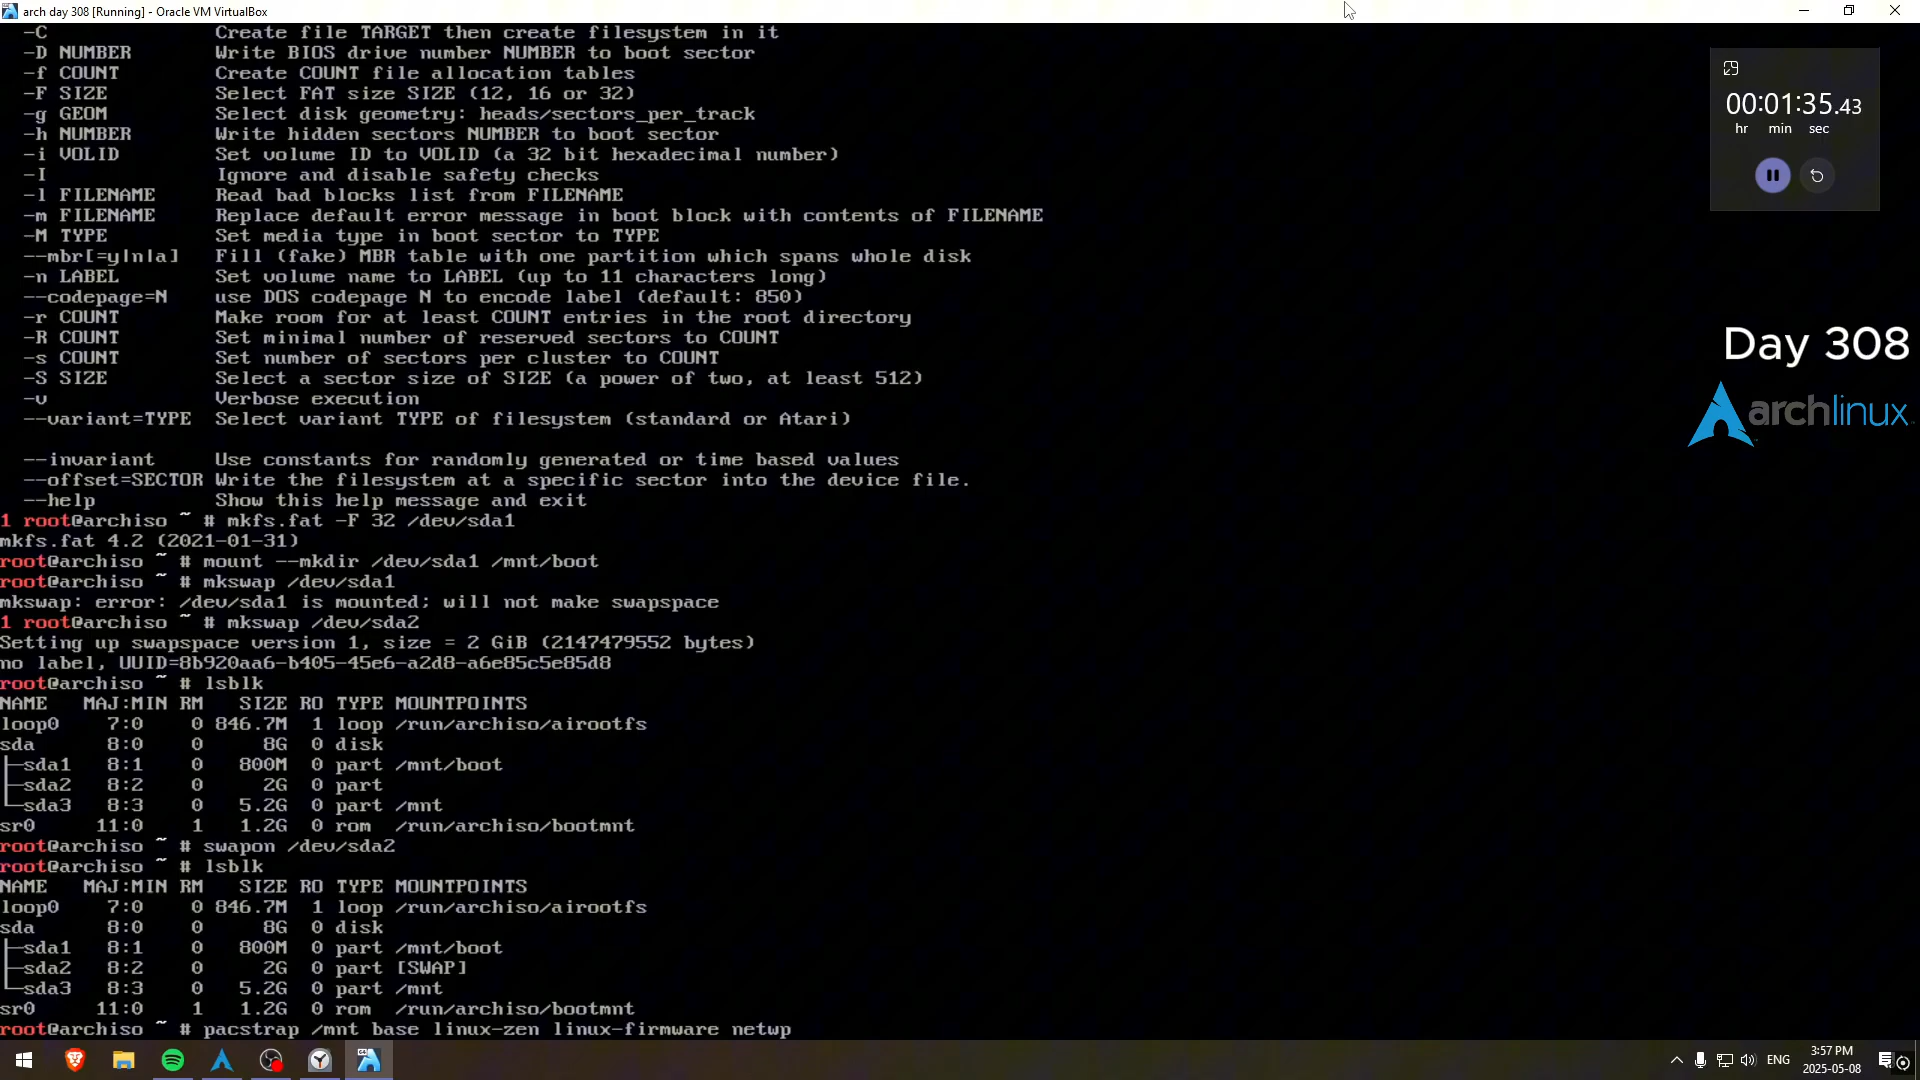 arch day 308 [Running] - Oracle VM VirtualBox
-C              Create file TARGET then create filesystem in it
-D NUMBER       Write BIOS drive number NUMBER to boot sector
-f COUNT        Create COUNT file allocation tables
-F SIZE         Select FAT size SIZE (12, 16 or 32)
-g GEOM         Select disk geometry: heads/sectors_per_track
-h NUMBER       Write hidden sectors NUMBER to boot sector
-i VOLID        Set volume ID to VOLID (a 32 bit hexadecimal number)
-I              Ignore and disable safety checks
-l FILENAME     Read bad blocks list from FILENAME
-m FILENAME     Replace default error message in boot block with contents of FILENAME
-M TYPE         Set media type in boot sector to TYPE
--mbr[=y|n|a]   Fill (fake) MBR table with one partition which spans whole disk
-n LABEL        Set volume name to LABEL (up to 11 characters long)
--codepage=N    use DOS codepage N to encode label (default: 850)
-r COUNT        Make room for at least COUNT entries in the root directory
-R COUNT        Set minimal number of reserved sectors to COUNT
-s COUNT        Set number of sectors per cluster to COUNT
-S SIZE         Select a sector size of SIZE (a power of two, at least 512)
-v              Verbose execution
--variant=TYPE  Select variant TYPE of filesystem (standard or Atari)
--invariant     Use constants for randomly generated or time based values
--offset=SECTOR Write the filesystem at a specific sector into the device file.
--help          Show this help message and exit
1 root@archiso ~ # mkfs.fat -F 32 /dev/sda1
mkfs.fat 4.2 (2021-01-31)
root@archiso ~ # mount --mkdir /dev/sda1 /mnt/boot
root@archiso ~ # mkswap /dev/sda1
mkswap: error: /dev/sda1 is mounted; will not make swapspace
1 root@archiso ~ # mkswap /dev/sda2
Setting up swapspace version 1, size = 2 GiB (2147479552 bytes)
no label, UUID=8b920aa6-b405-45e6-a2d8-a6e85c5e85d8
root@archiso ~ # lsblk
NAME   MAJ:MIN RM   SIZE RO TYPE MOUNTPOINTS
loop0    7:0    0 846.7M  1 loop /run/archiso/airootfs
sda      8:0    0     8G  0 disk
├─sda1   8:1    0   800M  0 part /mnt/boot
├─sda2   8:2    0     2G  0 part
└─sda3   8:3    0   5.2G  0 part /mnt
sr0     11:0    1   1.2G  0 rom  /run/archiso/bootmnt
root@archiso ~ # swapon /dev/sda2
root@archiso ~ # lsblk
NAME   MAJ:MIN RM   SIZE RO TYPE MOUNTPOINTS
loop0    7:0    0 846.7M  1 loop /run/archiso/airootfs
sda      8:0    0     8G  0 disk
├─sda1   8:1    0   800M  0 part /mnt/boot
├─sda2   8:2    0     2G  0 part [SWAP]
└─sda3   8:3    0   5.2G  0 part /mnt
sr0     11:0    1   1.2G  0 rom  /run/archiso/bootmnt
root@archiso ~ # pacstrap /mnt base linux-zen linux-firmware netwp
00:01:35.43
hr min sec
Day 308
archlinux
ENG
3:57 PM
2025-05-08